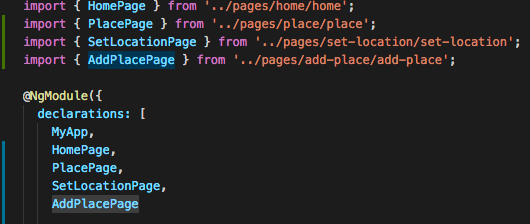 import { HomePage } from '../pages/home/home';
import { PlacePage } from '../pages/place/place';
import { SetLocationPage } from '../pages/set-location/set-location';
import { AddPlacePage } from '../pages/add-place/add-place';
@NgModule({
declarations: [
MyApp,
HomePage,
PlacePage,
SetLocationPage,
AddPlacePage